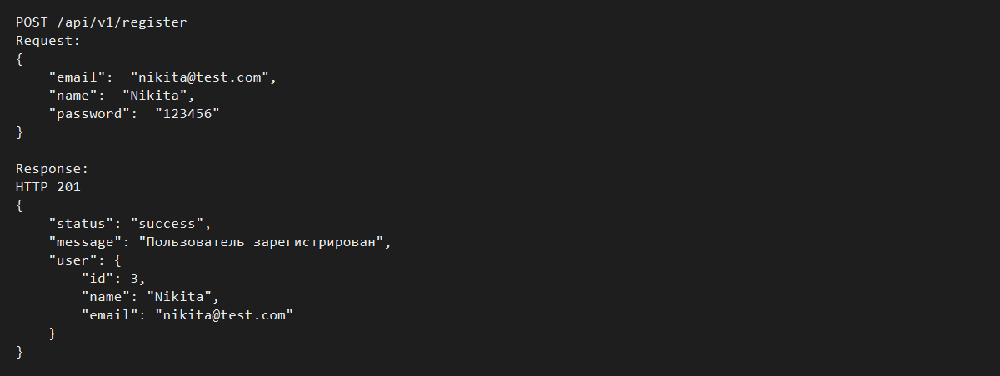 POST /api/v1/register
Request:
{
    "email":  "nikita@test.com",
    "name":  "Nikita",
    "password":  "123456"
}

Response:
HTTP 201
{
    "status": "success",
    "message": "Пользователь зарегистрирован",
    "user": {
        "id": 3,
        "name": "Nikita",
        "email": "nikita@test.com"
    }
}